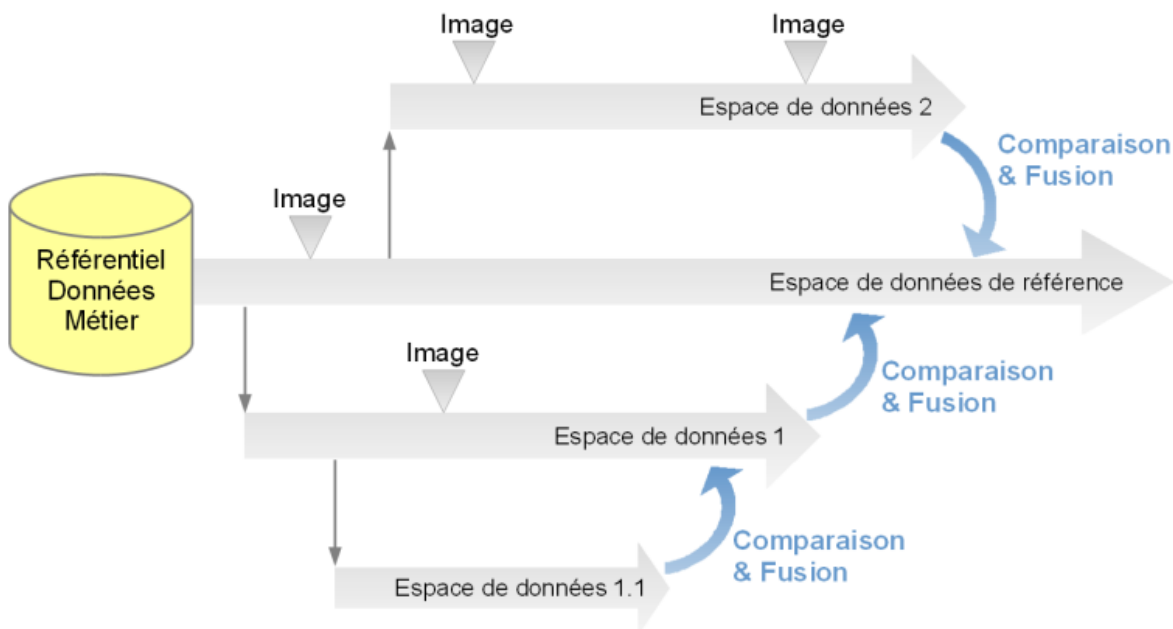 Image
Image
Espace de données 2
Comparaison
& Fusion
Image
Référentiel
Données
Métier
Espace de données de référence
Image
Comparaison
& Fusion
Espace de données 1
Comparaison
& Fusion
Espace de données 1.1